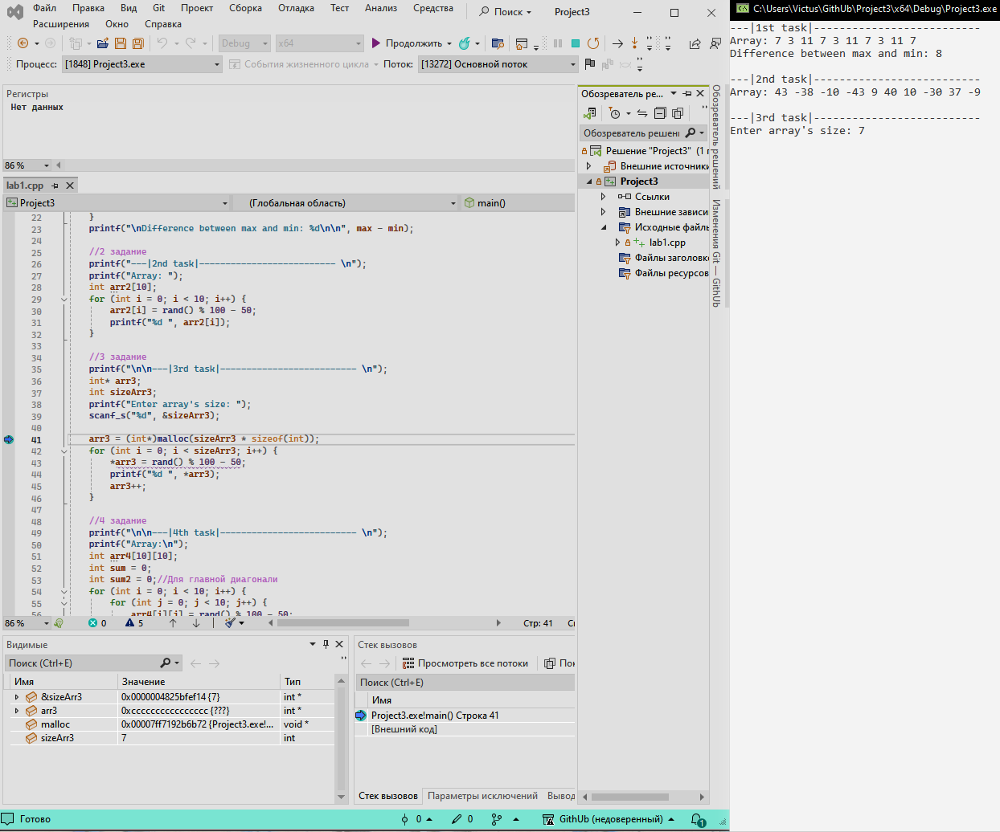 Файл Правка Вид Git Проект Сборка Отладка Тест Анализ Средства Поиск Project3
Расширения Окно Справка
Debug x64 Продолжить
Процесс: [1848] Project3.exe События жизненного цикла Поток: [13272] Основной поток
Регистры
Нет данных
86 %
lab1.cpp
Project3 (Глобальная область) main()
22 }
23 printf("\nDifference between max and min: %d\n\n", max - min);
24
25 //2 задание
26 printf("---|2nd task|-------------------------- \n");
27 printf("Array: ");
28 int arr2[10];
29 for (int i = 0; i < 10; i++) {
30 arr2[i] = rand() % 100 - 50;
31 printf("%d ", arr2[i]);
32 }
33
34 //3 задание
35 printf("\n\n---|3rd task|-------------------------- \n");
36 int* arr3;
37 int sizeArr3;
38 printf("Enter array's size: ");
39 scanf_s("%d", &sizeArr3);
40
41 arr3 = (int*)malloc(sizeArr3 * sizeof(int));
42 for (int i = 0; i < sizeArr3; i++) {
43 *arr3 = rand() % 100 - 50;
44 printf("%d ", *arr3);
45 arr3++;
46 }
47
48 //4 задание
49 printf("\n\n---|4th task|-------------------------- \n");
50 printf("Array:\n");
51 int arr4[10][10];
52 int sum = 0;
53 int sum2 = 0;//Для главной диагонали
54 for (int i = 0; i < 10; i++) {
55 for (int j = 0; j < 10; j++) {
56 arr4[i][j] = rand() % 100 - 50;
86 % 0 5 Стр: 41 С
Видимые
Поиск (Ctrl+E)
Имя Значение Тип
&sizeArr3 0x0000004825bfef14 {7} int *
arr3 0xcccccccccccccccc {???} int *
malloc 0x00007ff7192b6b72 {Project3.exe!... void *
sizeArr3 7 int
Стек вызовов
Просмотреть все потоки Пок
Поиск (Ctrl+E)
Имя
Project3.exe!main() Строка 41
[Внешний код]
Стек вызовов Параметры исключений Вывод
Обозреватель ре...
Обозреватель решени
Решение "Project3" (1 г
Внешние источники
Project3
Ссылки
Внешние зависи
Исходные файль
lab1.cpp
Файлы заголовко
Файлы ресурсов
Обозреватель решений
Изменения Git — GithUb
Готово 0 0 GithUb (недоверенный) 1
C:\Users\Victus\GithUb\Project3\x64\Debug\Project3.exe
---|1st task|--------------------------
Array: 7 3 11 7 3 11 7 3 11 7
Difference between max and min: 8
---|2nd task|--------------------------
Array: 43 -38 -10 -43 9 40 10 -30 37 -9
---|3rd task|--------------------------
Enter array's size: 7